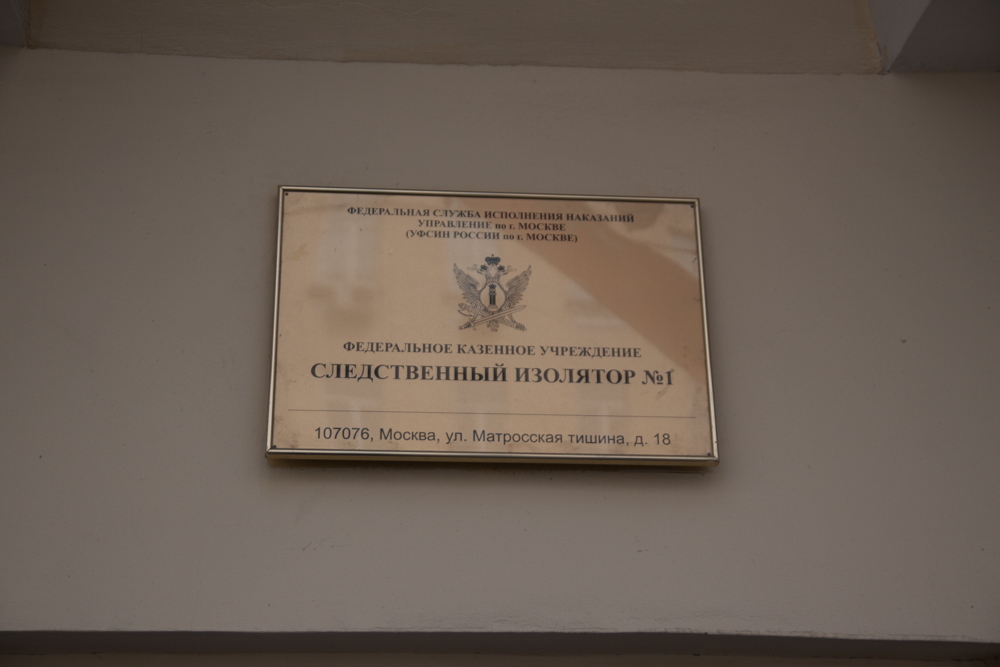 ФЕДЕРАЛЬНАЯ СЛУЖБА ИСПОЛНЕНИЯ НАКАЗАНИЙ
УПРАВЛЕНИЕ по г. МОСКВЕ
(УФСИН РОССИИ по г. МОСКВЕ)
ФЕДЕРАЛЬНОЕ КАЗЕННОЕ УЧРЕЖДЕНИЕ
СЛЕДСТВЕННЫЙ ИЗОЛЯТОР №1
107076, Москва, ул. Матросская тишина, д. 18